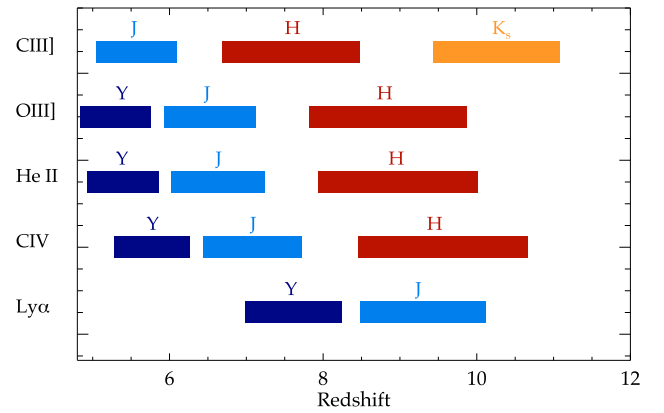 J H Kₛ
CIII]
Y J H
OIII]
Y J H
He II
Y J H
CIV
Y J
Lyα
6 8 10 12
Redshift